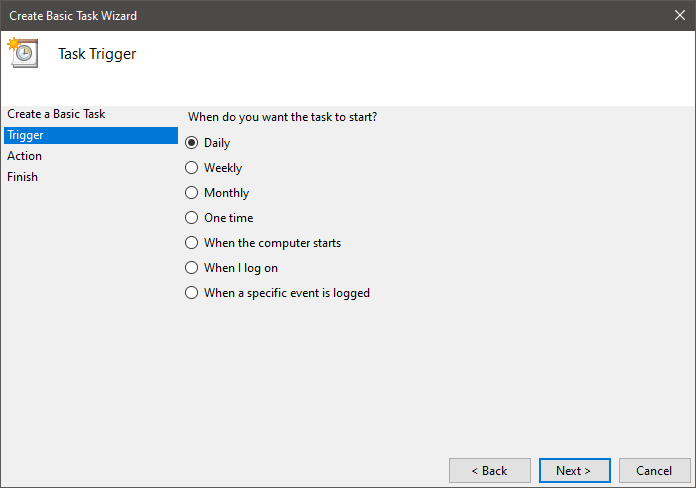 Create Basic Task Wizard
Task Trigger
Create a Basic Task
Trigger
Action
Finish
When do you want the task to start?
Daily
Weekly
Monthly
One time
When the computer starts
When I log on
When a specific event is logged
< Back
Next >
Cancel